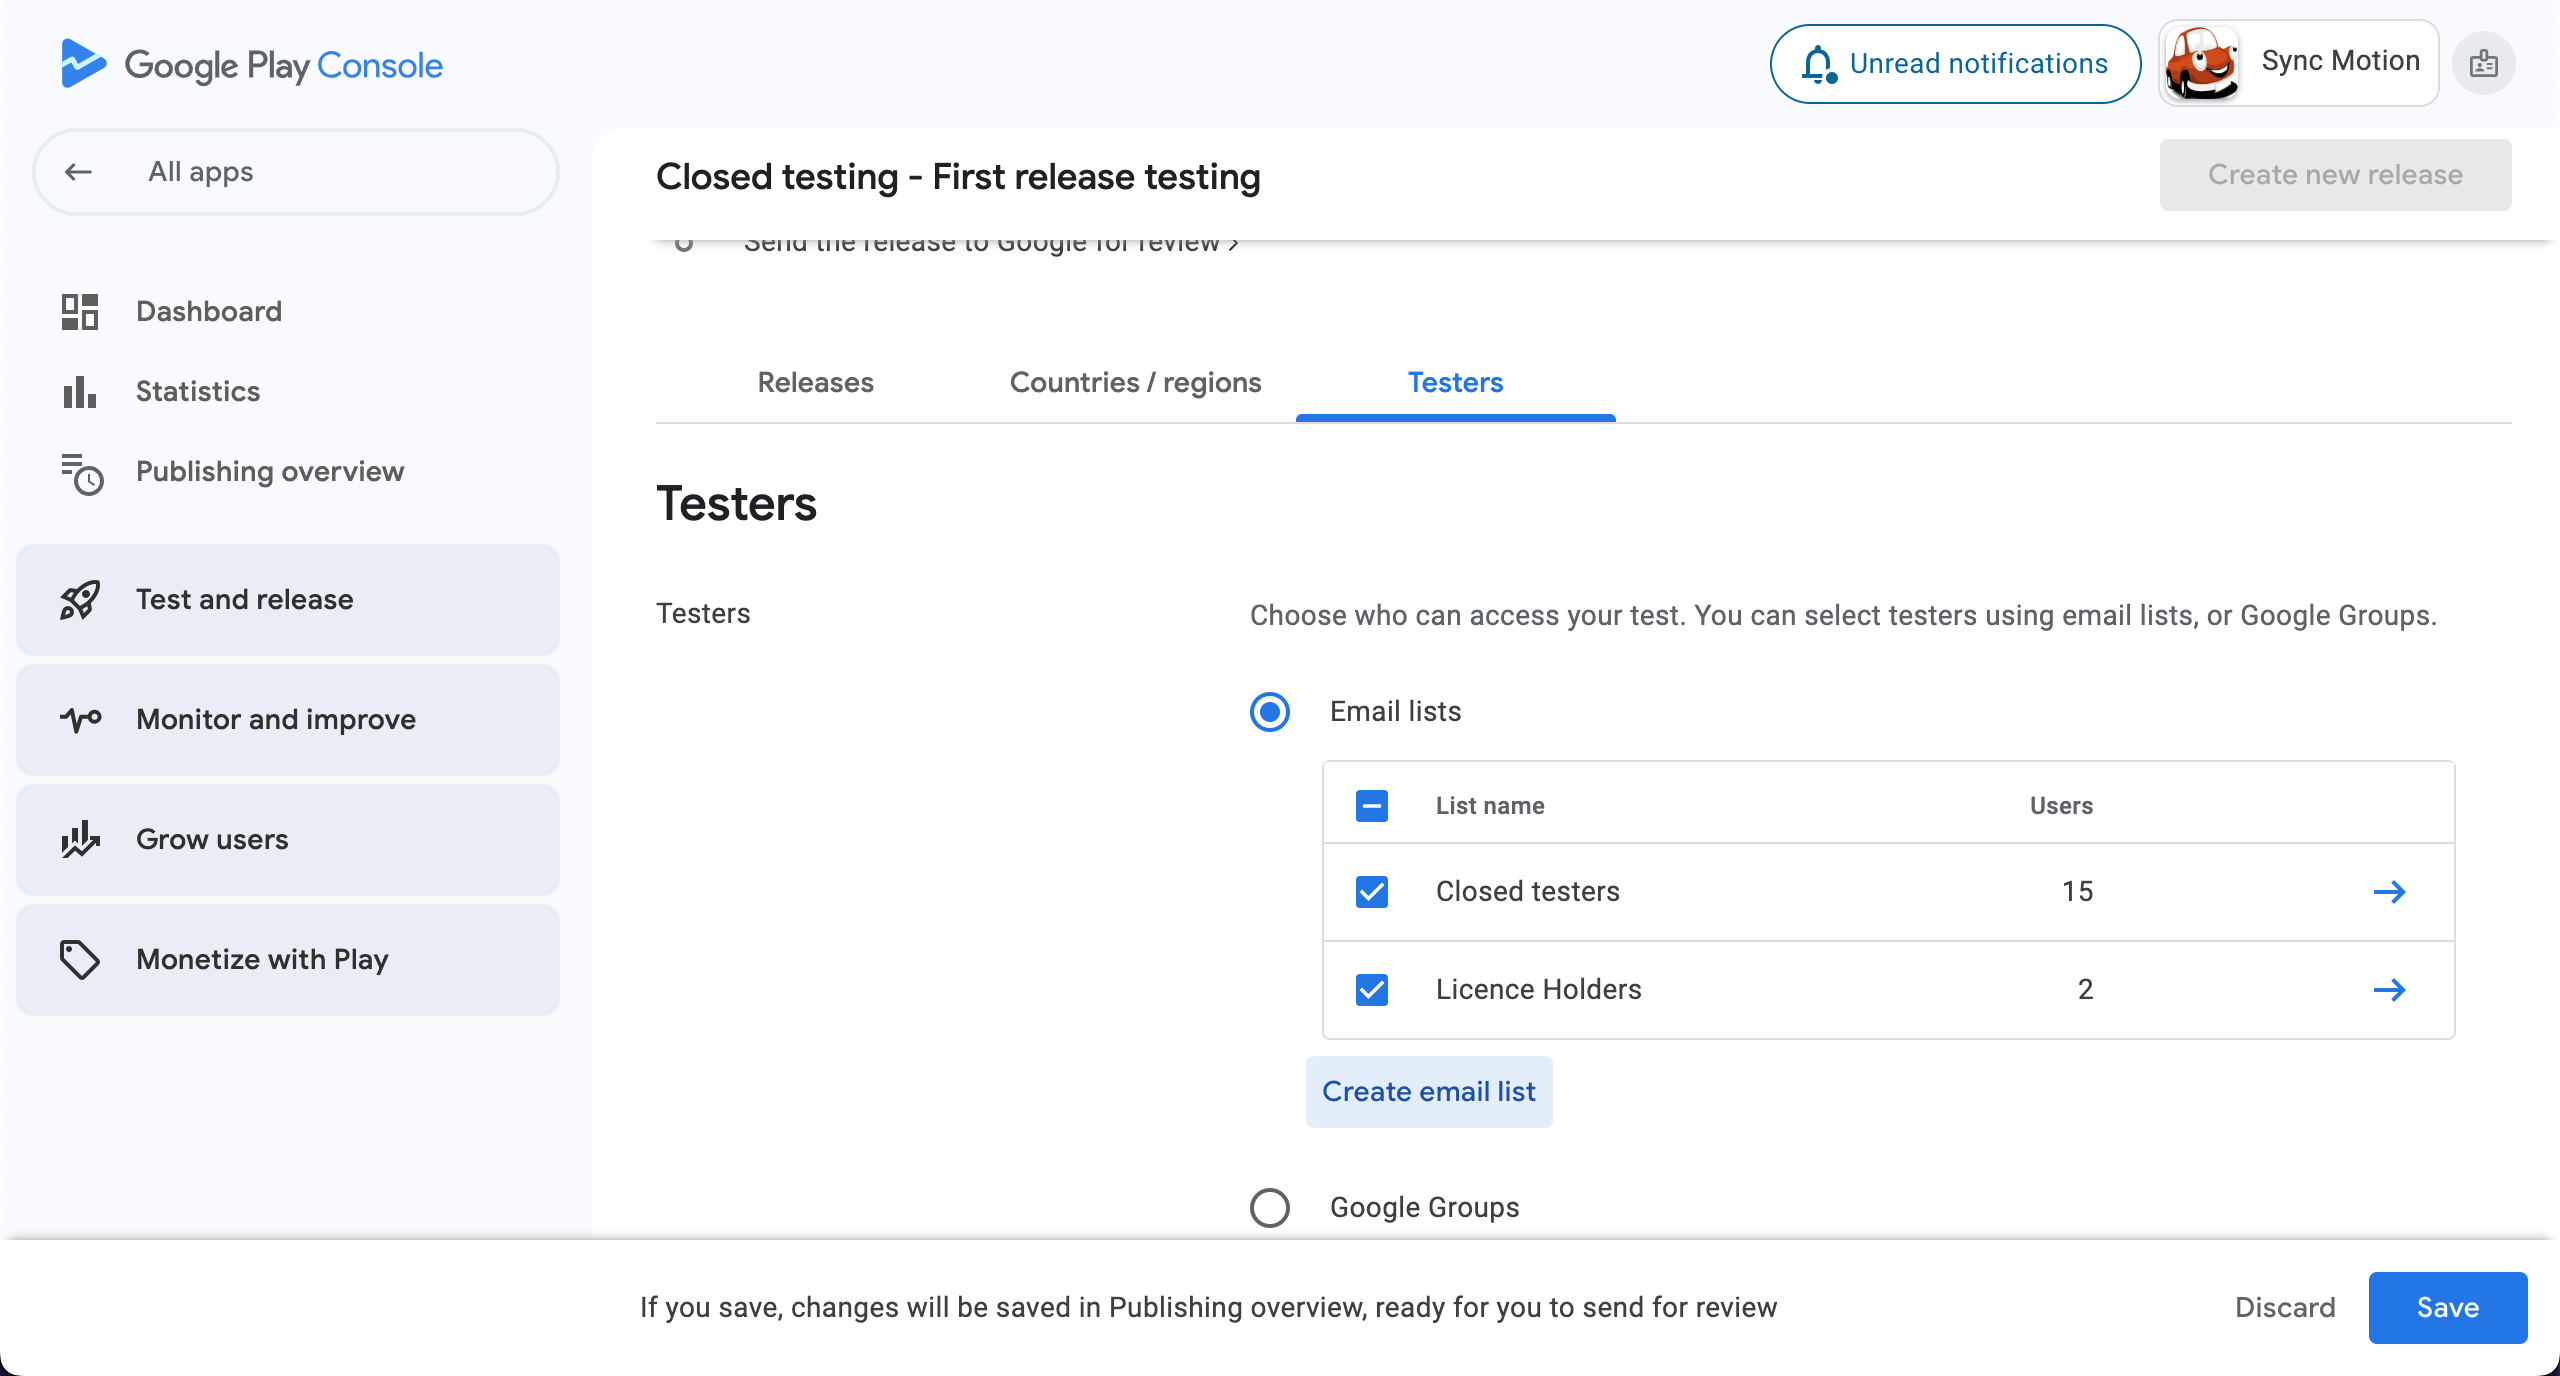 Google Play Console
Unread notifications
Sync Motion
All apps
Closed testing - First release testing
Create new release
Send the release to Google for review
Dashboard
Statistics
Publishing overview
Test and release
Monitor and improve
Grow users
Monetize with Play
Releases
Countries / regions
Testers
Testers
Testers
Choose who can access your test. You can select testers using email lists, or Google Groups.
Email lists
List name
Users
Closed testers
15
Licence Holders
2
Create email list
Google Groups
If you save, changes will be saved in Publishing overview, ready for you to send for review
Discard
Save